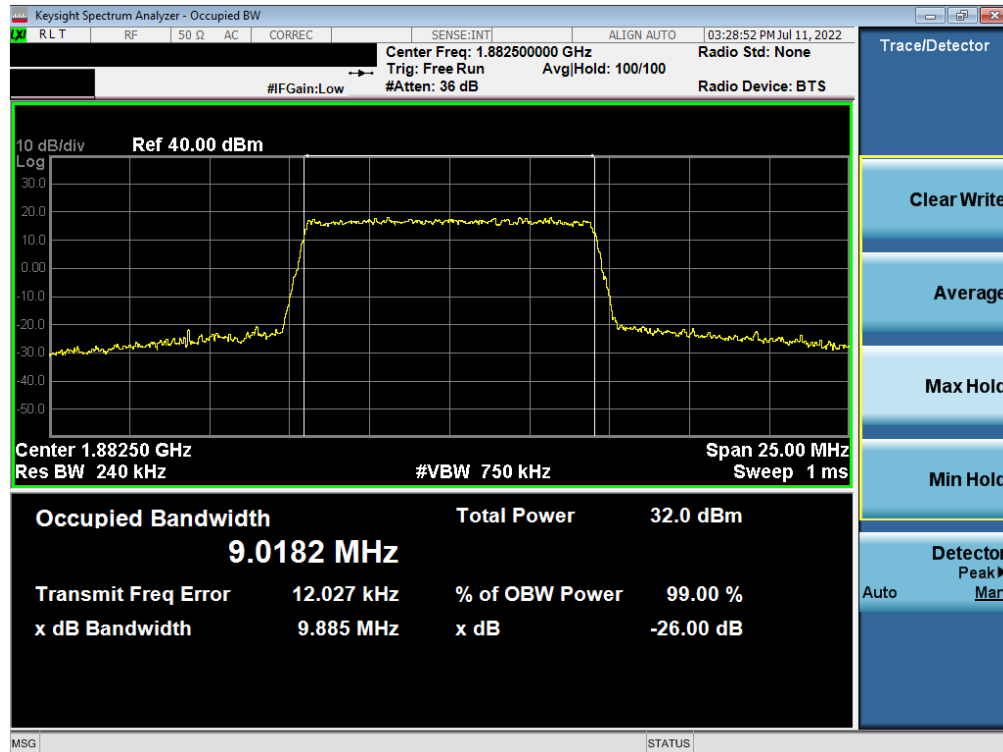 Keysight Spectrum Analyzer - Occupied BW
LXI RLT RF 50 Ω AC CORREC SENSE:INT ALIGN AUTO 03:28:52 PM Jul 11, 2022
Center Freq: 1.882500000 GHz Radio Std: None
Trig: Free Run Avg|Hold: 100/100
#IFGain:Low #Atten: 36 dB Radio Device: BTS
10 dB/div Ref 40.00 dBm
Log
30.0
20.0
10.0
0.00
-10.0
-20.0
-30.0
-40.0
-50.0
Center 1.88250 GHz Span 25.00 MHz
Res BW 240 kHz #VBW 750 kHz Sweep 1 ms
Occupied Bandwidth Total Power 32.0 dBm
9.0182 MHz
Transmit Freq Error 12.027 kHz % of OBW Power 99.00 %
x dB Bandwidth 9.885 MHz x dB -26.00 dB
Trace/Detector
Clear Write
Average
Max Hold
Min Hold
Detector
Peak▶
Auto Man
MSG STATUS